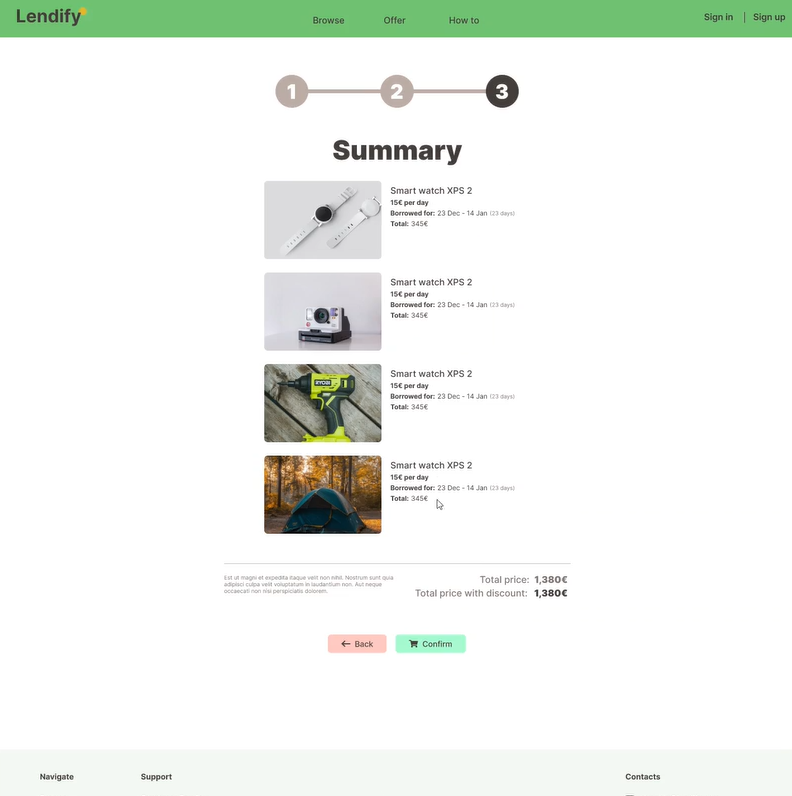 Lendify
Browse Offer How to
Sign in | Sign up
1 2 3
Summary
Smart watch XPS 2
15€ per day
Borrowed for: 23 Dec - 14 Jan (23 days)
Total: 345€
Smart watch XPS 2
15€ per day
Borrowed for: 23 Dec - 14 Jan (23 days)
Total: 345€
RYOBI
Smart watch XPS 2
15€ per day
Borrowed for: 23 Dec - 14 Jan (23 days)
Total: 345€
Smart watch XPS 2
15€ per day
Borrowed for: 23 Dec - 14 Jan (23 days)
Total: 345€
Est ut magni et expedita itaque velit non nihil. Nostrum sunt quia
adipisci culpa velit voluptatum in laudantium non. Aut neque
occaecati non nisi perspiciatis dolorem.
Total price: 1,380€
Total price with discount: 1,380€
Back Confirm
Navigate Support Contacts